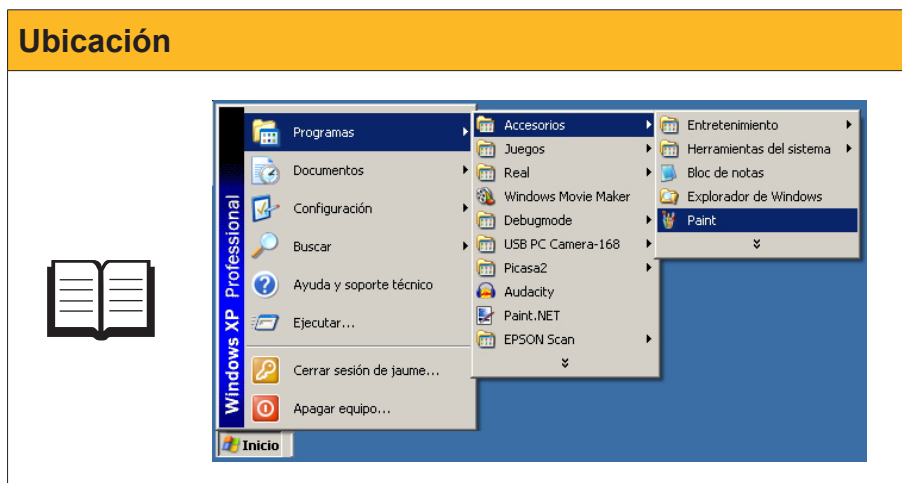 Ubicación
Windows XP Professional
Programas
Documentos
Configuración
Buscar
Ayuda y soporte técnico
Ejecutar...
Cerrar sesión de jaume...
Apagar equipo...
Inicio
Accesorios
Juegos
Real
Windows Movie Maker
Debugmode
USB PC Camera-168
Picasa2
Audacity
Paint.NET
EPSON Scan
Entretenimiento
Herramientas del sistema
Bloc de notas
Explorador de Windows
Paint